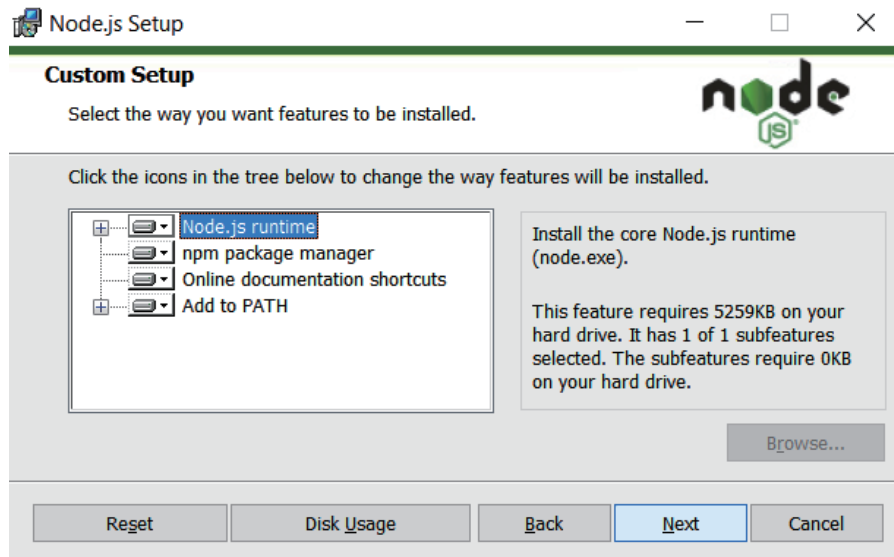 Node.js Setup
Custom Setup
Select the way you want features to be installed.
node
JS
Click the icons in the tree below to change the way features will be installed.
Node.js runtime
npm package manager
Online documentation shortcuts
Add to PATH
Install the core Node.js runtime
(node.exe).
This feature requires 5259KB on your
hard drive. It has 1 of 1 subfeatures
selected. The subfeatures require 0KB
on your hard drive.
Browse...
Reset
Disk Usage
Back
Next
Cancel